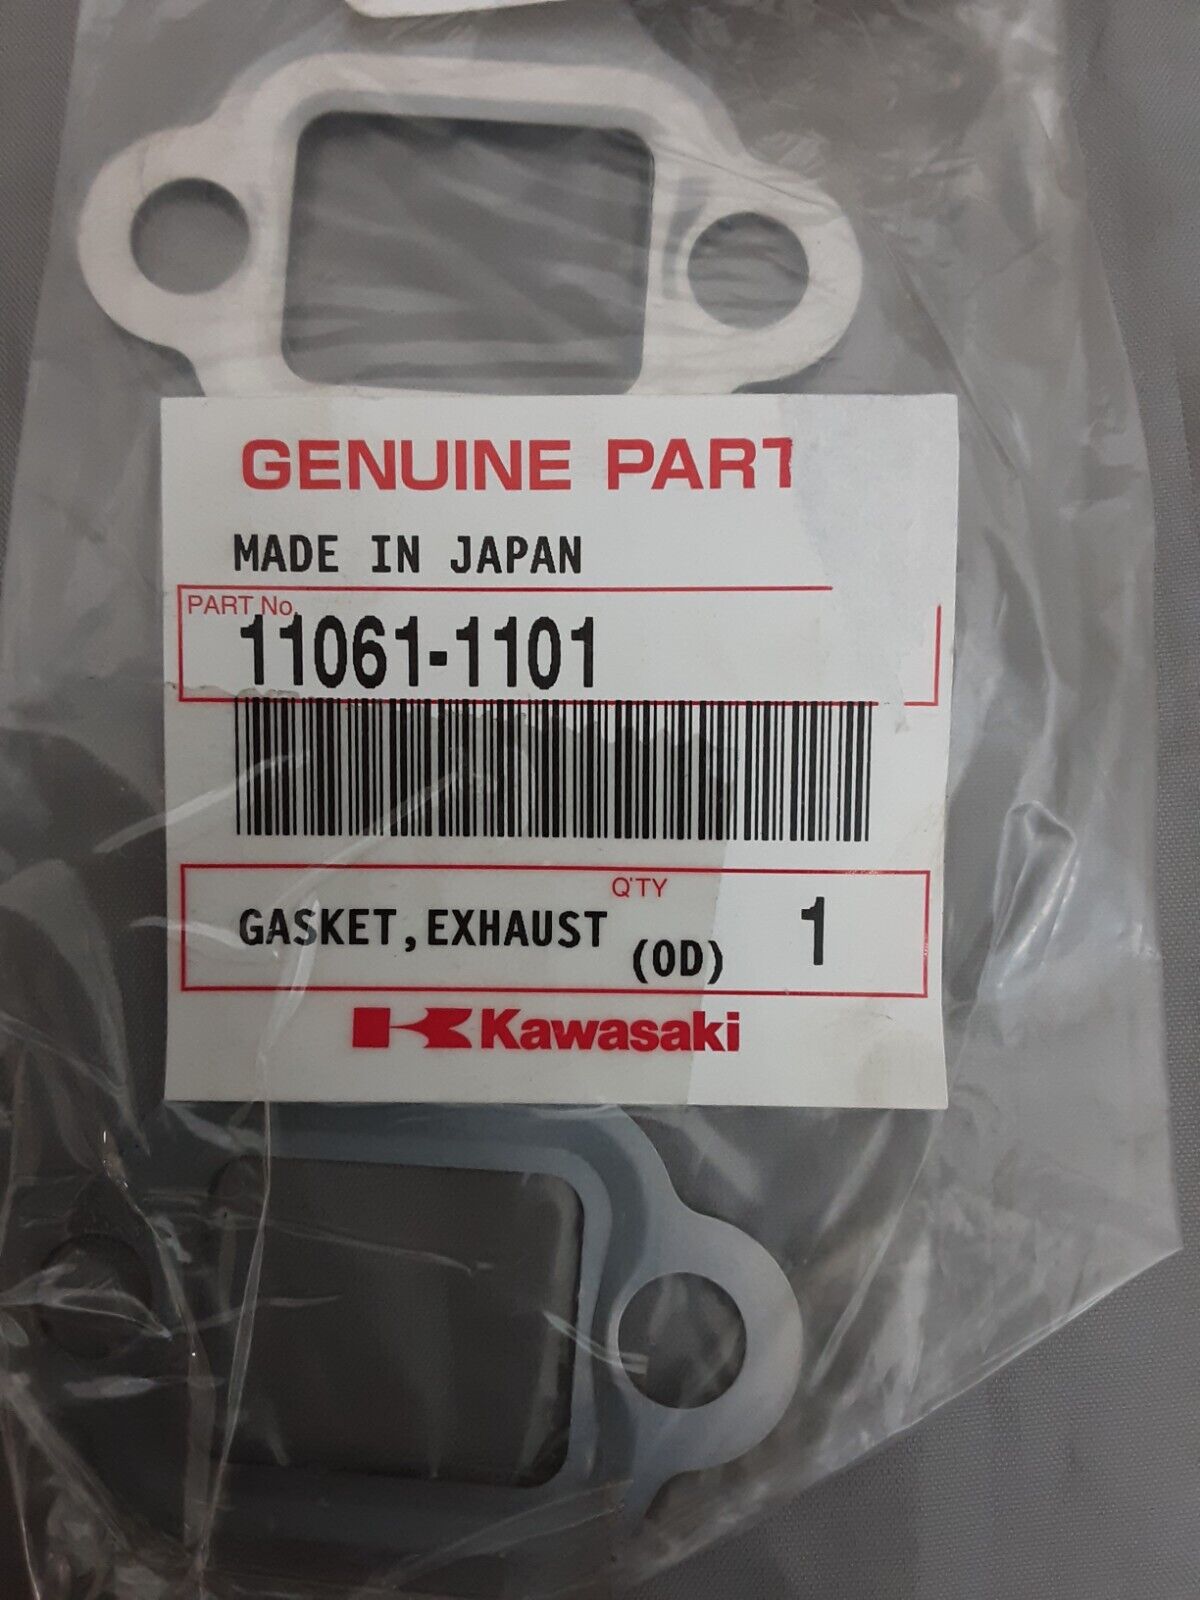 GENUINE PART
MADE IN JAPAN
PART No.
11061-1101
Q'TY
GASKET,EXHAUST (OD) 1
Kawasaki